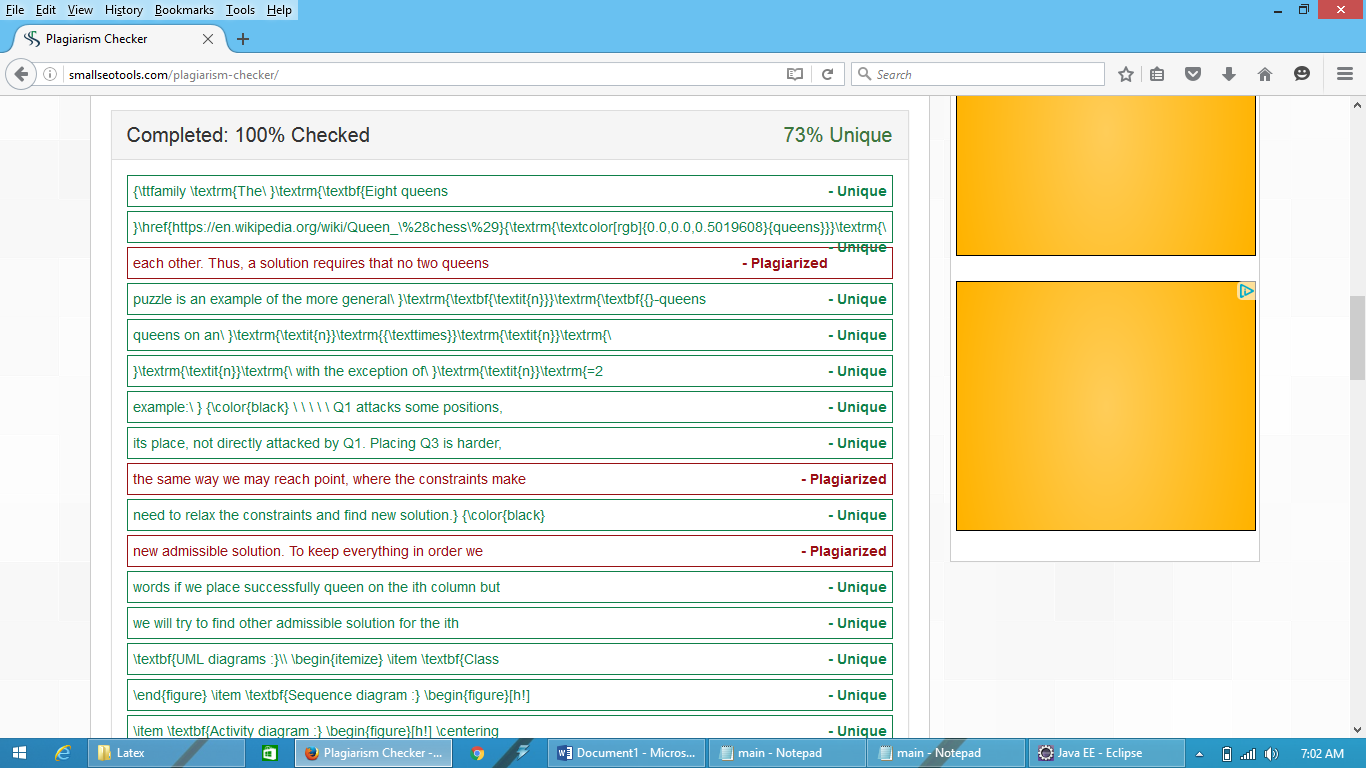 File Edit View History Bookmarks Tools Help
Plagiarism Checker
smallseotools.com/plagiarism-checker/
Search
Completed: 100% Checked 73% Unique
{\ttfamily \textrm{The\ }\textrm{\textbf{Eight queens - Unique
}\href{https://en.wikipedia.org/wiki/Queen_\%28chess\%29}{\textrm{\textcolor[rgb]{0.0,0.0,0.5019608}{queens}}}\textrm{\
- Unique
each other. Thus, a solution requires that no two queens - Plagiarized
puzzle is an example of the more general\ }\textrm{\textbf{\textit{n}}}\textrm{\textbf{{}-queens - Unique
queens on an\ }\textrm{\textit{n}}\textrm{{\texttimes}}\textrm{\textit{n}}\textrm{\ - Unique
}\textrm{\textit{n}}\textrm{\ with the exception of\ }\textrm{\textit{n}}\textrm{=2 - Unique
example:\ } {\color{black} \ \ \ \ \ Q1 attacks some positions, - Unique
its place, not directly attacked by Q1. Placing Q3 is harder, - Unique
the same way we may reach point, where the constraints make - Plagiarized
need to relax the constraints and find new solution.} {\color{black} - Unique
new admissible solution. To keep everything in order we - Plagiarized
words if we place successfully queen on the ith column but - Unique
we will try to find other admissible solution for the ith - Unique
\textbf{UML diagrams :}\\ \begin{itemize} \item \textbf{Class - Unique
\end{figure} \item \textbf{Sequence diagram :} \begin{figure}[h!] - Unique
\item \textbf{Activity diagram :} \begin{figure}[h!] \centering - Unique
Latex Plagiarism Checker -... Document1 - Micros... main - Notepad main - Notepad Java EE - Eclipse 7:02 AM